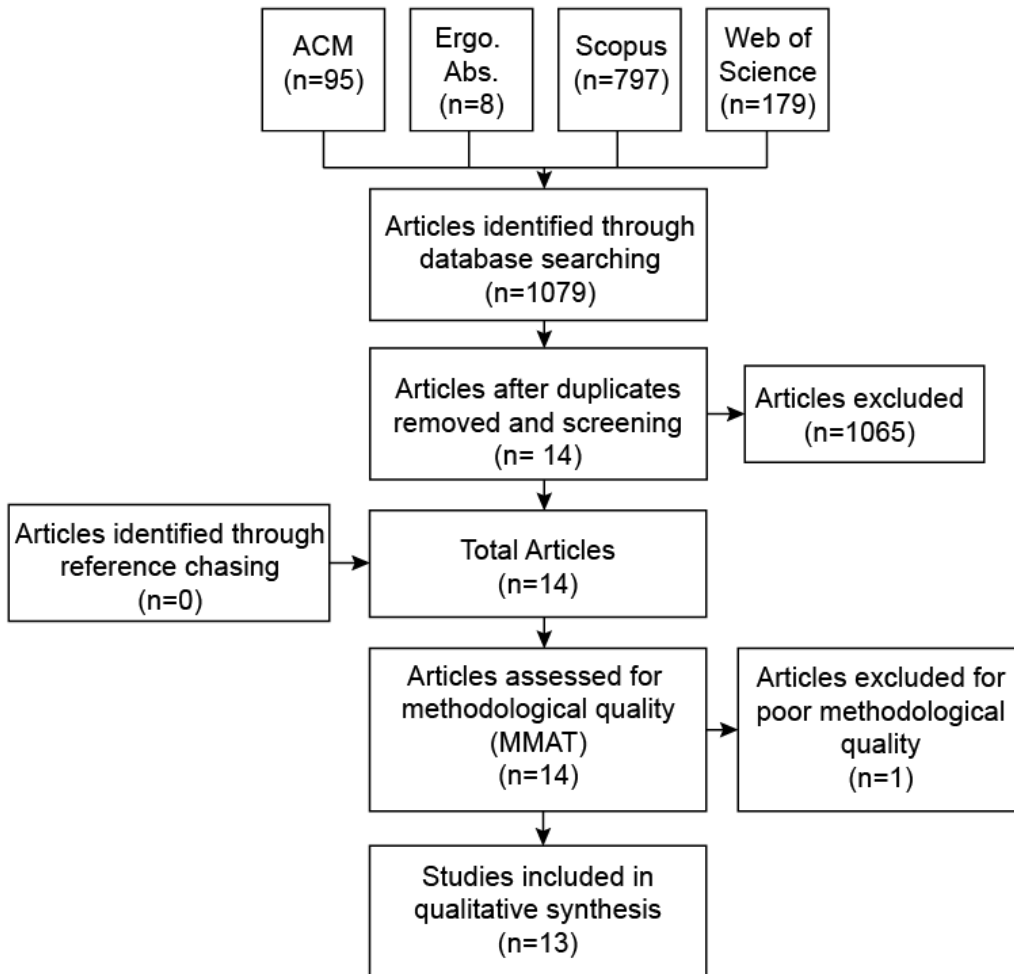 ACM
(n=95)
Ergo.
Abs.
(n=8)
Scopus
(n=797)
Web of
Science
(n=179)
Articles identified through
database searching
(n=1079)
Articles after duplicates
removed and screening
(n= 14)
Articles excluded
(n=1065)
Articles identified through
reference chasing
(n=0)
Total Articles
(n=14)
Articles assessed for
methodological quality
(MMAT)
(n=14)
Articles excluded for
poor methodological
quality
(n=1)
Studies included in
qualitative synthesis
(n=13)